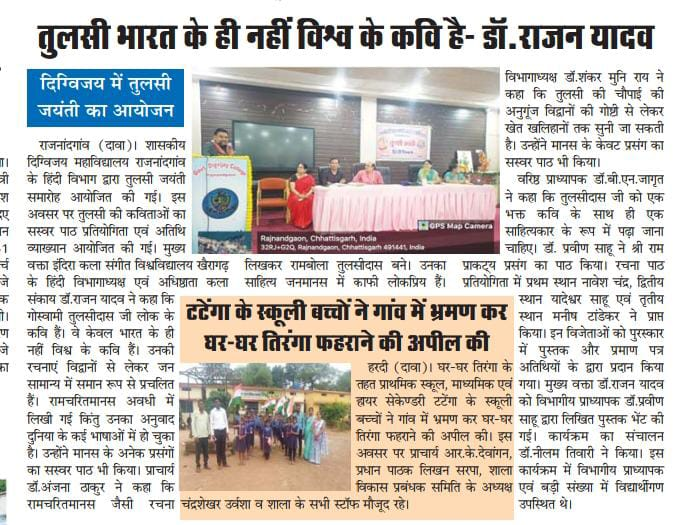 तुलसी भारत के ही नहीं विश्व के कवि है- डॉ.राजन यादव
दिग्विजय में तुलसी
जयंती का आयोजन
राजनांदगांव (दावा)। शासकीय
दिग्विजय महाविद्यालय राजनांदगांव
के हिंदी विभाग द्वारा तुलसी जयंती
समारोह आयोजित की गई। इस
अवसर पर तुलसी की कविताओं का
सस्वर पाठ प्रतियोगिता एवं अतिथि
व्याख्यान आयोजित की गई। मुख्य
वक्ता इंदिरा कला संगीत विश्वविद्यालय खैरागढ़
के हिंदी विभागाध्यक्ष एवं अधिष्ठाता कला
संकाय डॉ.राजन यादव ने कहा कि
गोस्वामी तुलसीदास जी लोक के
कवि हैं। वे केवल भारत के ही
नहीं विश्व के कवि हैं। उनकी
रचनाएं विद्वानों से लेकर जन
सामान्य में समान रूप से प्रचलित
हैं। रामचरितमानस अवधी में
लिखी गई किंतु उनका अनुवाद
दुनिया के कई भाषाओं में हो चुका
है। उन्होंने मानस के अनेक प्रसंगों
का सस्वर पाठ भी किया। प्राचार्य
डॉ.अंजना ठाकुर ने कहा कि
रामचरितमानस जैसी रचना
GPS Map Camera
Rajnandgaon, Chhattisgarh, India
32RJ+G2Q, Rajnandgaon, Chhattisgarh 491441, India
लिखकर रामबोला तुलसीदास बने। उनका
साहित्य जनमानस में काफी लोकप्रिय हैं।
विभागाध्यक्ष डॉ.शंकर मुनि राय ने
कहा कि तुलसी की चौपाई की
अनुगूंज विद्वानों की गोष्ठी से लेकर
खेत खलिहानों तक सुनी जा सकती
है। उन्होंने मानस के केवट प्रसंग का
सस्वर पाठ भी किया।
वरिष्ठ प्राध्यापक डॉ.बी.एन.जागृत
ने कहा कि तुलसीदास जी को एक
भक्त कवि के साथ ही एक
साहित्यकार के रूप में पढ़ा जाना
चाहिए। डॉ. प्रवीण साहू ने श्री राम
प्राकट्य प्रसंग का पाठ किया। रचना पाठ
प्रतियोगिता में प्रथम स्थान नावेश चंद्र, द्वितीय
स्थान यादेश्वर साहू एवं तृतीय
स्थान मनीष टांडेकर ने प्राप्त
किया। इन विजेताओं को पुरस्कार
में पुस्तक और प्रमाण पत्र
अतिथियों के द्वारा प्रदान किया
गया। मुख्य वक्ता डॉ.राजन यादव
को विभागीय प्राध्यापक डॉ.प्रवीण
साहू द्वारा लिखित पुस्तक भेंट की
गई। कार्यक्रम का संचालन
डॉ.नीलम तिवारी ने किया। इस
कार्यक्रम में विभागीय प्राध्यापक
एवं बड़ी संख्या में विद्यार्थीगण
उपस्थित थे।
टटेंगा के स्कूली बच्चों ने गांव में भ्रमण कर
घर-घर तिरंगा फहराने की अपील की
हरदी (दावा)। घर-घर तिरंगा के
तहत प्राथमिक स्कूल, माध्यमिक एवं
हायर सेकेण्डरी टटेंगा के स्कूली
बच्चों ने गांव में भ्रमण कर घर-घर
तिरंगा फहराने की अपील की। इस
अवसर पर प्राचार्य आर.के.देवांगन,
प्रधान पाठक लिखन सरपा, शाला
विकास प्रबंधक समिति के अध्यक्ष
चंद्रशेखर उर्वशा व शाला के सभी स्टॉफ मौजूद रहे।